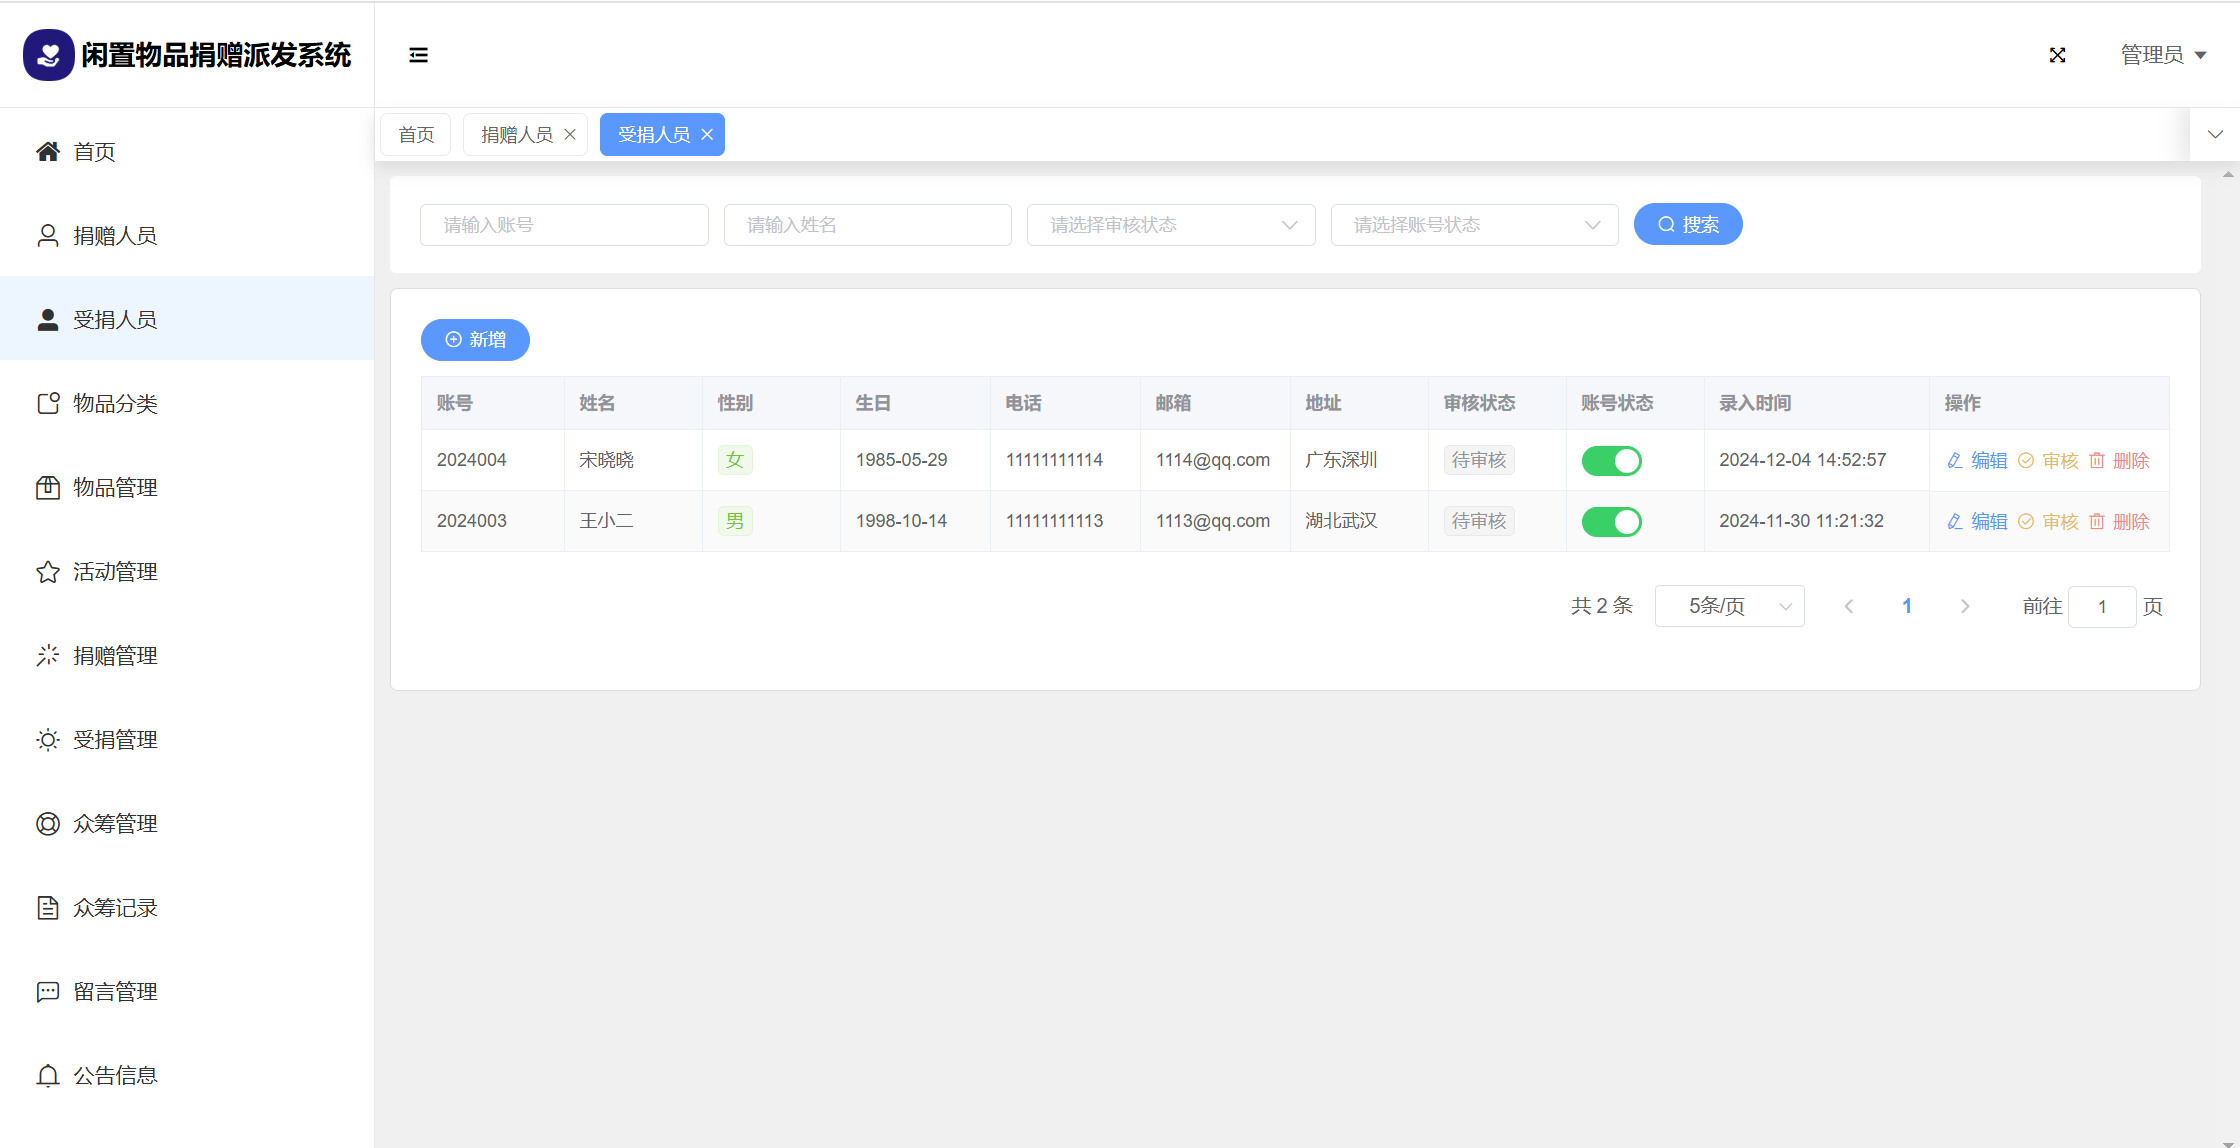 闲置物品捐赠派发系统
管理员
首页
捐赠人员
受捐人员
物品分类
物品管理
活动管理
捐赠管理
受捐管理
众筹管理
众筹记录
留言管理
公告信息
首页 捐赠人员 受捐人员
请输入账号 请输入姓名 请选择审核状态 请选择账号状态 搜索
新增
账号 姓名 性别 生日 电话 邮箱 地址 审核状态 账号状态 录入时间 操作
2024004 宋晓晓 女 1985-05-29 11111111114 1114@qq.com 广东深圳 待审核 2024-12-04 14:52:57 编辑 审核 删除
2024003 王小二 男 1998-10-14 11111111113 1113@qq.com 湖北武汉 待审核 2024-11-30 11:21:32 编辑 审核 删除
共 2 条 5条/页 1 前往 1 页